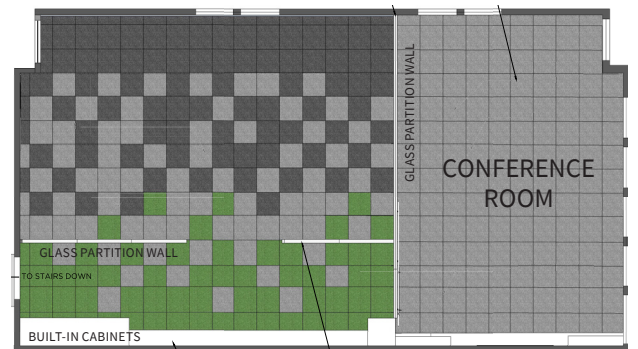 GLASS PARTITION WALL
CONFERENCE
ROOM
GLASS PARTITION WALL
TO STAIRS DOWN
BUILT-IN CABINETS